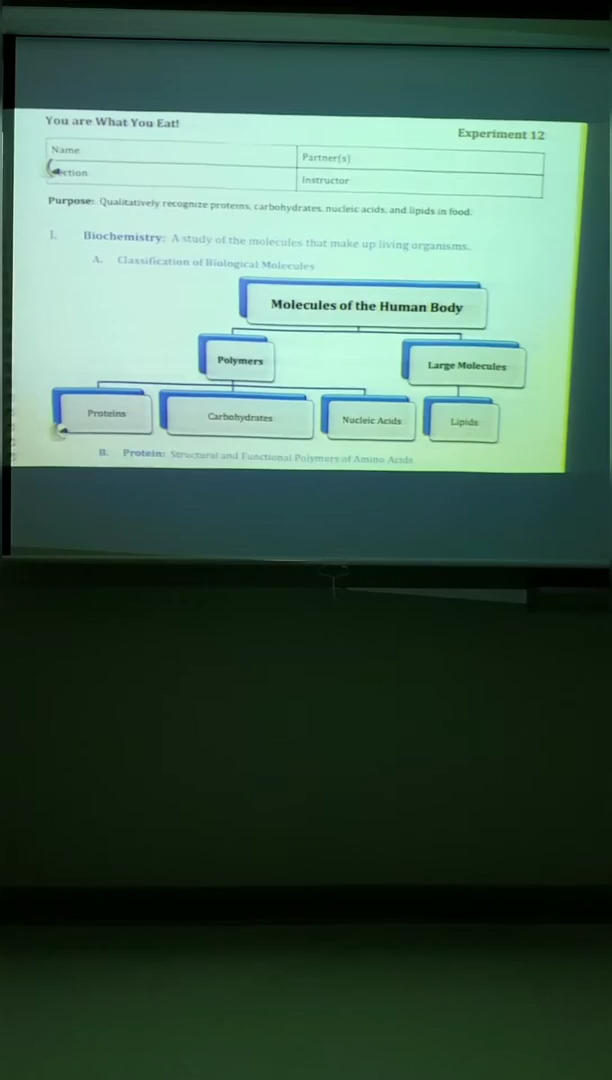 You are What You Eat!
Experiment 12
Name
Partner(s)
Section
Instructor
Purpose: Qualitatively recognize proteins, carbohydrates, nucleic acids, and lipids in food.
I. Biochemistry: A study of the molecules that make up living organisms.
A. Classification of Biological Molecules
Molecules of the Human Body
Polymers
Large Molecules
Proteins
Carbohydrates
Nucleic Acids
Lipids
B. Protein: Structural and Functional Polymers of Amino Acids